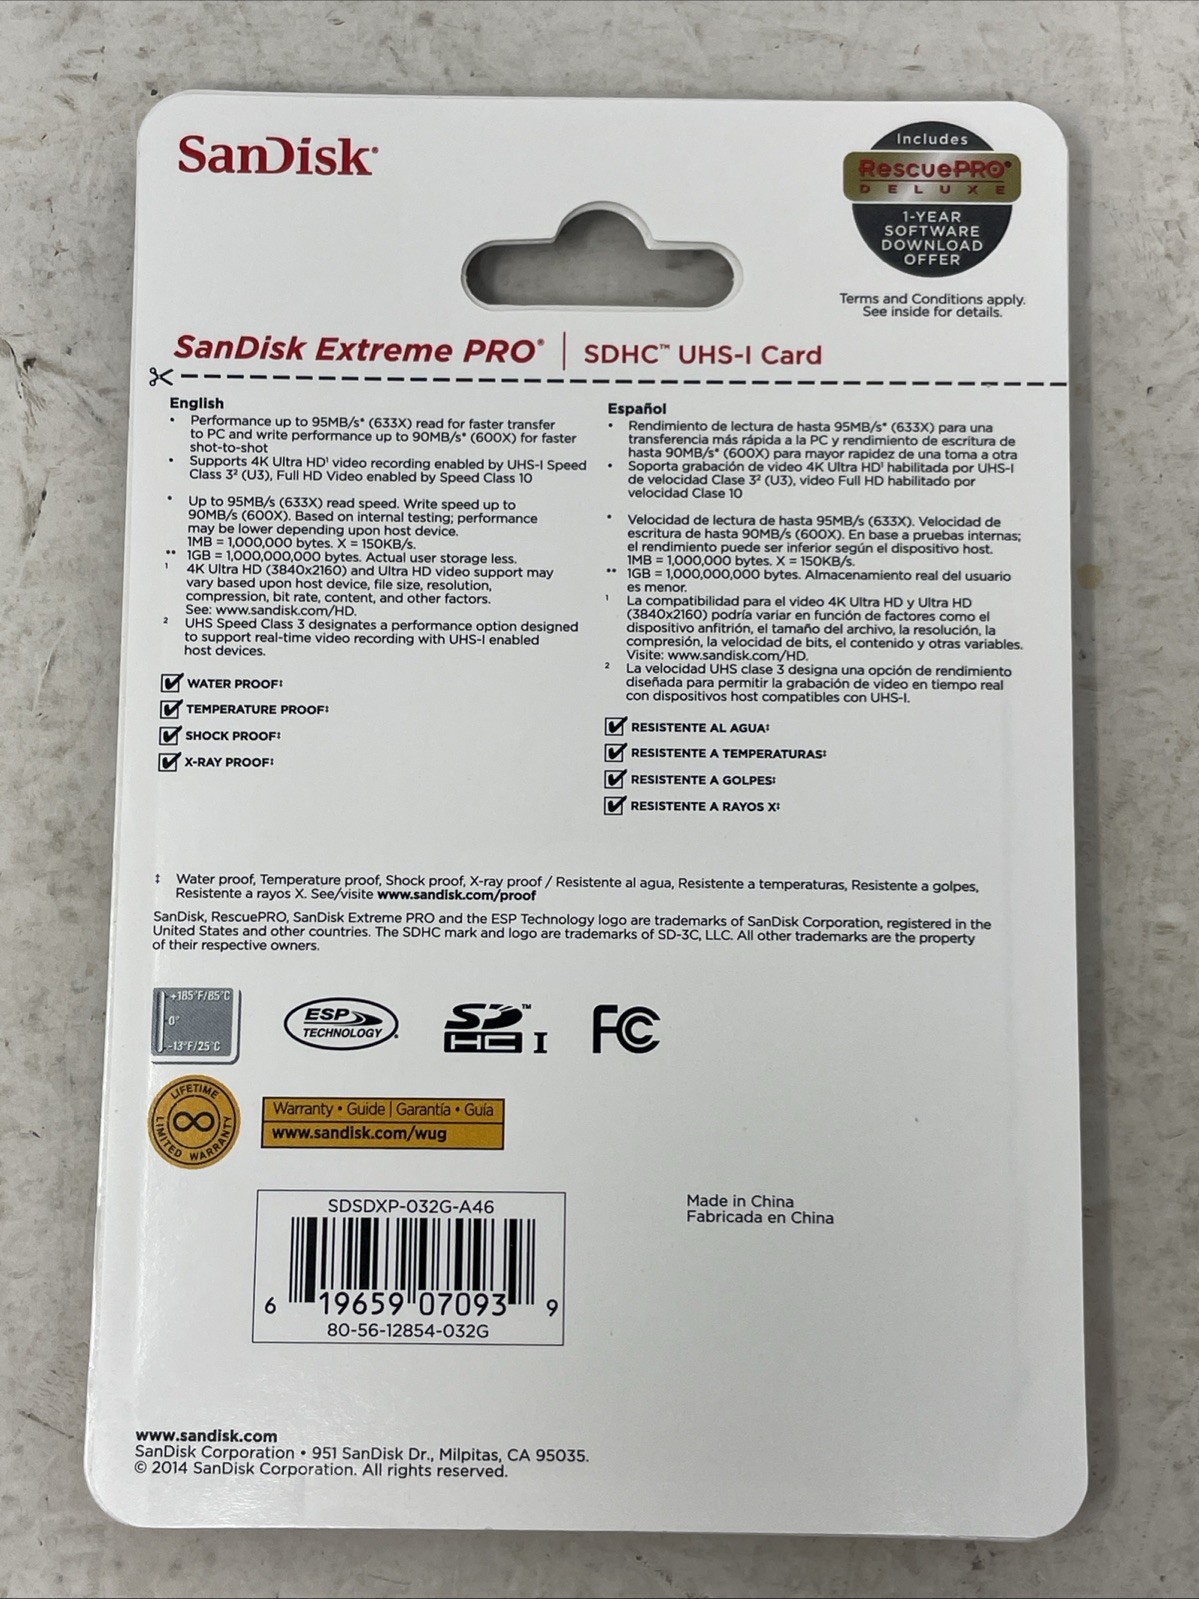 SanDisk®
Includes
RescuePRO®
DELUXE
1-YEAR
SOFTWARE
DOWNLOAD
OFFER
Terms and Conditions apply.
See inside for details.
SanDisk Extreme PRO® | SDHC™ UHS-I Card
English
• Performance up to 95MB/s* (633X) read for faster transfer
to PC and write performance up to 90MB/s* (600X) for faster
shot-to-shot
• Supports 4K Ultra HD¹ video recording enabled by UHS-I Speed
Class 3² (U3), Full HD Video enabled by Speed Class 10
* Up to 95MB/s (633X) read speed. Write speed up to
90MB/s (600X). Based on internal testing; performance
may be lower depending upon host device.
1MB = 1,000,000 bytes. X = 150KB/s.
** 1GB = 1,000,000,000 bytes. Actual user storage less.
¹ 4K Ultra HD (3840x2160) and Ultra HD video support may
vary based upon host device, file size, resolution,
compression, bit rate, content, and other factors.
See: www.sandisk.com/HD.
² UHS Speed Class 3 designates a performance option designed
to support real-time video recording with UHS-I enabled
host devices.
WATER PROOF‡
TEMPERATURE PROOF‡
SHOCK PROOF‡
X-RAY PROOF‡
Español
• Rendimiento de lectura de hasta 95MB/s* (633X) para una
transferencia más rápida a la PC y rendimiento de escritura de
hasta 90MB/s* (600X) para mayor rapidez de una toma a otra
• Soporta grabación de video 4K Ultra HD¹ habilitada por UHS-I
de velocidad Clase 3² (U3), video Full HD habilitado por
velocidad Clase 10
* Velocidad de lectura de hasta 95MB/s (633X). Velocidad de
escritura de hasta 90MB/s (600X). En base a pruebas internas;
el rendimiento puede ser inferior según el dispositivo host.
1MB = 1,000,000 bytes. X = 150KB/s.
** 1GB = 1,000,000,000 bytes. Almacenamiento real del usuario
es menor.
¹ La compatibilidad para el video 4K Ultra HD y Ultra HD
(3840x2160) podría variar en función de factores como el
dispositivo anfitrión, el tamaño del archivo, la resolución, la
compresión, la velocidad de bits, el contenido y otras variables.
Visite: www.sandisk.com/HD.
² La velocidad UHS clase 3 designa una opción de rendimiento
diseñada para permitir la grabación de video en tiempo real
con dispositivos host compatibles con UHS-I.
RESISTENTE AL AGUA‡
RESISTENTE A TEMPERATURAS‡
RESISTENTE A GOLPES‡
RESISTENTE A RAYOS X‡
‡ Water proof, Temperature proof, Shock proof, X-ray proof / Resistente al agua, Resistente a temperaturas, Resistente a golpes,
Resistente a rayos X. See/visite www.sandisk.com/proof
SanDisk, RescuePRO, SanDisk Extreme PRO and the ESP Technology logo are trademarks of SanDisk Corporation, registered in the
United States and other countries. The SDHC mark and logo are trademarks of SD-3C, LLC. All other trademarks are the property
of their respective owners.
+185°F/85°C
0°
-13°F/25°C
ESP
TECHNOLOGY
SD™
HC I
FC
LIFETIME
LIMITED WARRANTY
Warranty • Guide | Garantía • Guía
www.sandisk.com/wug
SDSDXP-032G-A46
6 19659 07093 9
80-56-12854-032G
Made in China
Fabricada en China
www.sandisk.com
SanDisk Corporation • 951 SanDisk Dr., Milpitas, CA 95035.
© 2014 SanDisk Corporation. All rights reserved.